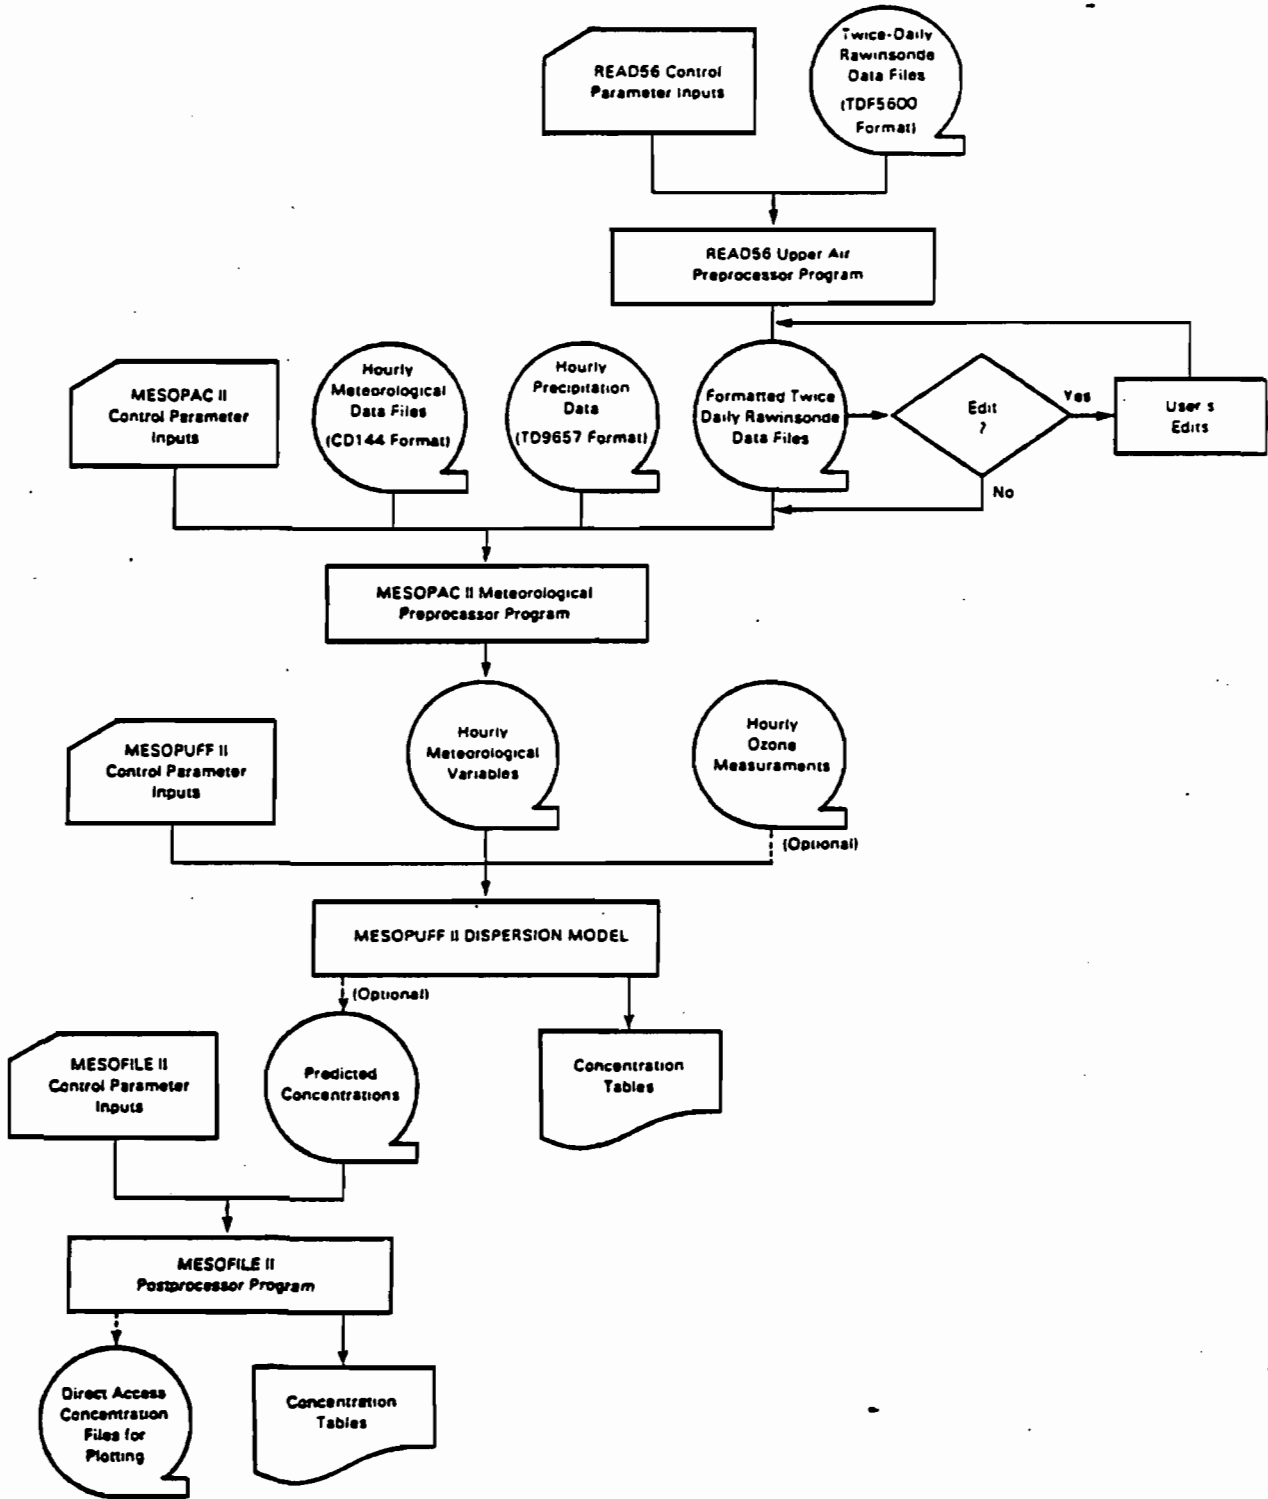 READ56 Control
Parameter Inputs
Twice-Daily
Rawinsonde
Data Files
(TDF5600
Format)
READ56 Upper Air
Preprocessor Program
MESOPAC II
Control Parameter
Inputs
Hourly
Meteorological
Data Files
(CD144 Format)
Hourly
Precipitation
Data
(TD9657 Format)
Formatted Twice
Daily Rawinsonde
Data Files
Edit
?
Yes
No
User s
Edits
MESOPAC II Meteorological
Preprocassor Program
MESOPUFF II
Control Parameter
Inputs
Hourly
Meteorological
Variables
Hourly
Ozone
Measuraments
(Optional)
MESOPUFF II DISPERSION MODEL
(Optional)
MESOFILE II
Control Parameter
Inputs
Predicted
Concentrations
Concentration
Tables
MESOFILE II
Postprocessor Program
Direct Access
Concentration
Files for
Plotting
Concentration
Tables